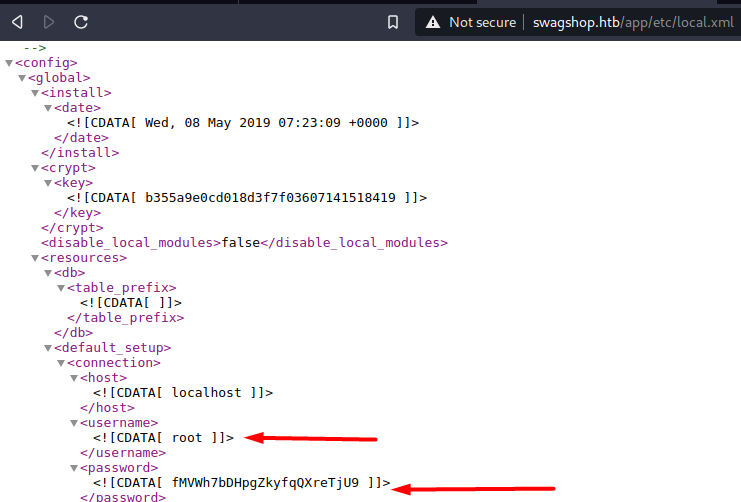 Not secure swagshop.htb/app/etc/local.xml
-->
<config>
<global>
<install>
<date>
<![CDATA[ Wed, 08 May 2019 07:23:09 +0000 ]]>
</date>
</install>
<crypt>
<key>
<![CDATA[ b355a9e0cd018d3f7f03607141518419 ]]>
</key>
</crypt>
<disable_local_modules>false</disable_local_modules>
<resources>
<db>
<table_prefix>
<![CDATA[ ]]>
</table_prefix>
</db>
<default_setup>
<connection>
<host>
<![CDATA[ localhost ]]>
</host>
<username>
<![CDATA[ root ]]>
</username>
<password>
<![CDATA[ fMVWh7bDHpgZkyfqQXreTjU9 ]]>
</password>